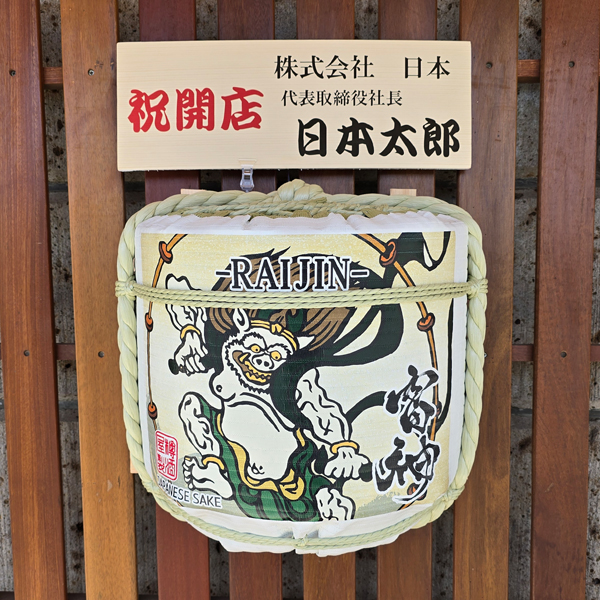 株式会社 日本
祝開店
代表取締役社長
日本太郎
-RAIJIN-
雷神
JAPANESE SAKE